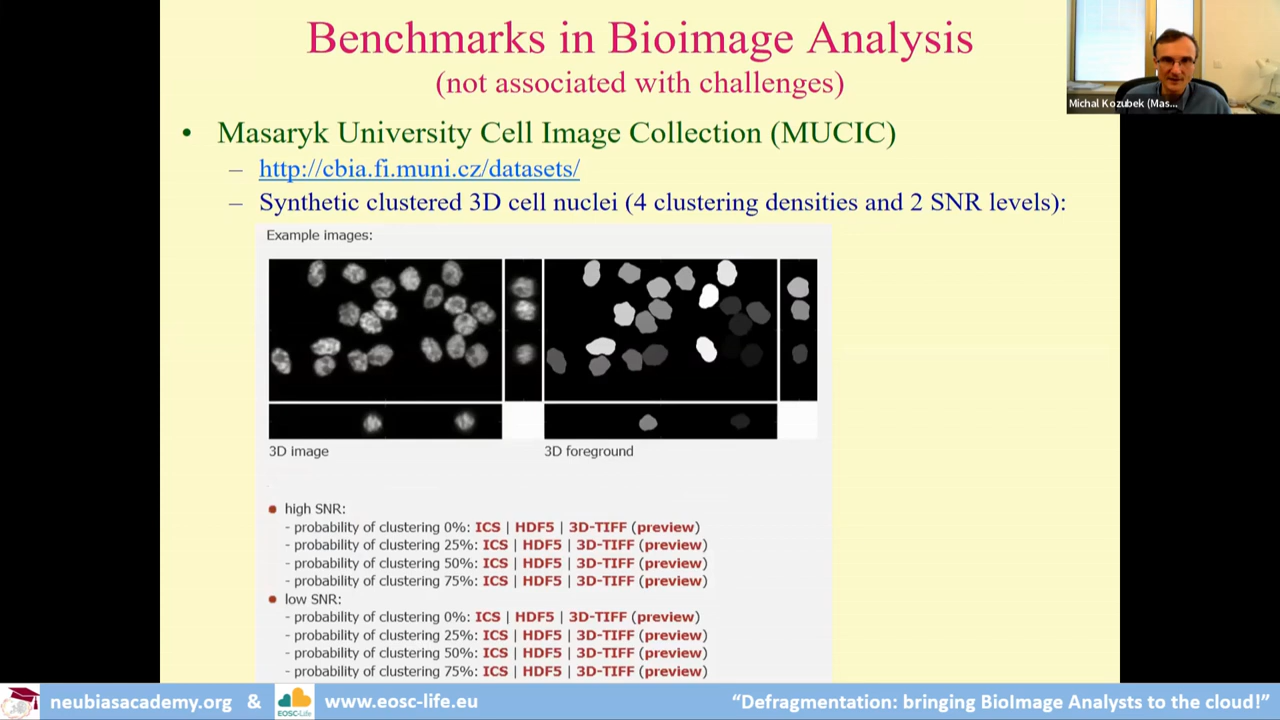 Benchmarks in Bioimage Analysis
(not associated with challenges)
Michal Kozubek (Mas...
• Masaryk University Cell Image Collection (MUCIC)
– http://cbia.fi.muni.cz/datasets/
– Synthetic clustered 3D cell nuclei (4 clustering densities and 2 SNR levels):
Example images:
3D image
3D foreground
• high SNR:
- probability of clustering 0%: ICS | HDF5 | 3D-TIFF (preview)
- probability of clustering 25%: ICS | HDF5 | 3D-TIFF (preview)
- probability of clustering 50%: ICS | HDF5 | 3D-TIFF (preview)
- probability of clustering 75%: ICS | HDF5 | 3D-TIFF (preview)
• low SNR:
- probability of clustering 0%: ICS | HDF5 | 3D-TIFF (preview)
- probability of clustering 25%: ICS | HDF5 | 3D-TIFF (preview)
- probability of clustering 50%: ICS | HDF5 | 3D-TIFF (preview)
- probability of clustering 75%: ICS | HDF5 | 3D-TIFF (preview)
neubiasacademy.org & EOSC-Life www.eosc-life.eu
“Defragmentation: bringing BioImage Analysts to the cloud!”